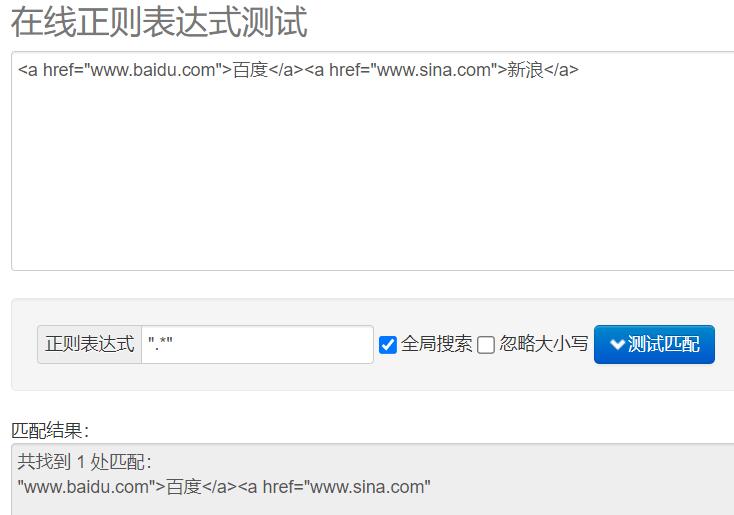 在线正则表达式测试
<a href="www.baidu.com">百度</a><a href="www.sina.com">新浪</a>
正则表达式 ".*" 全局搜索 忽略大小写 测试匹配
匹配结果：
共找到 1 处匹配：
"www.baidu.com">百度</a><a href="www.sina.com"